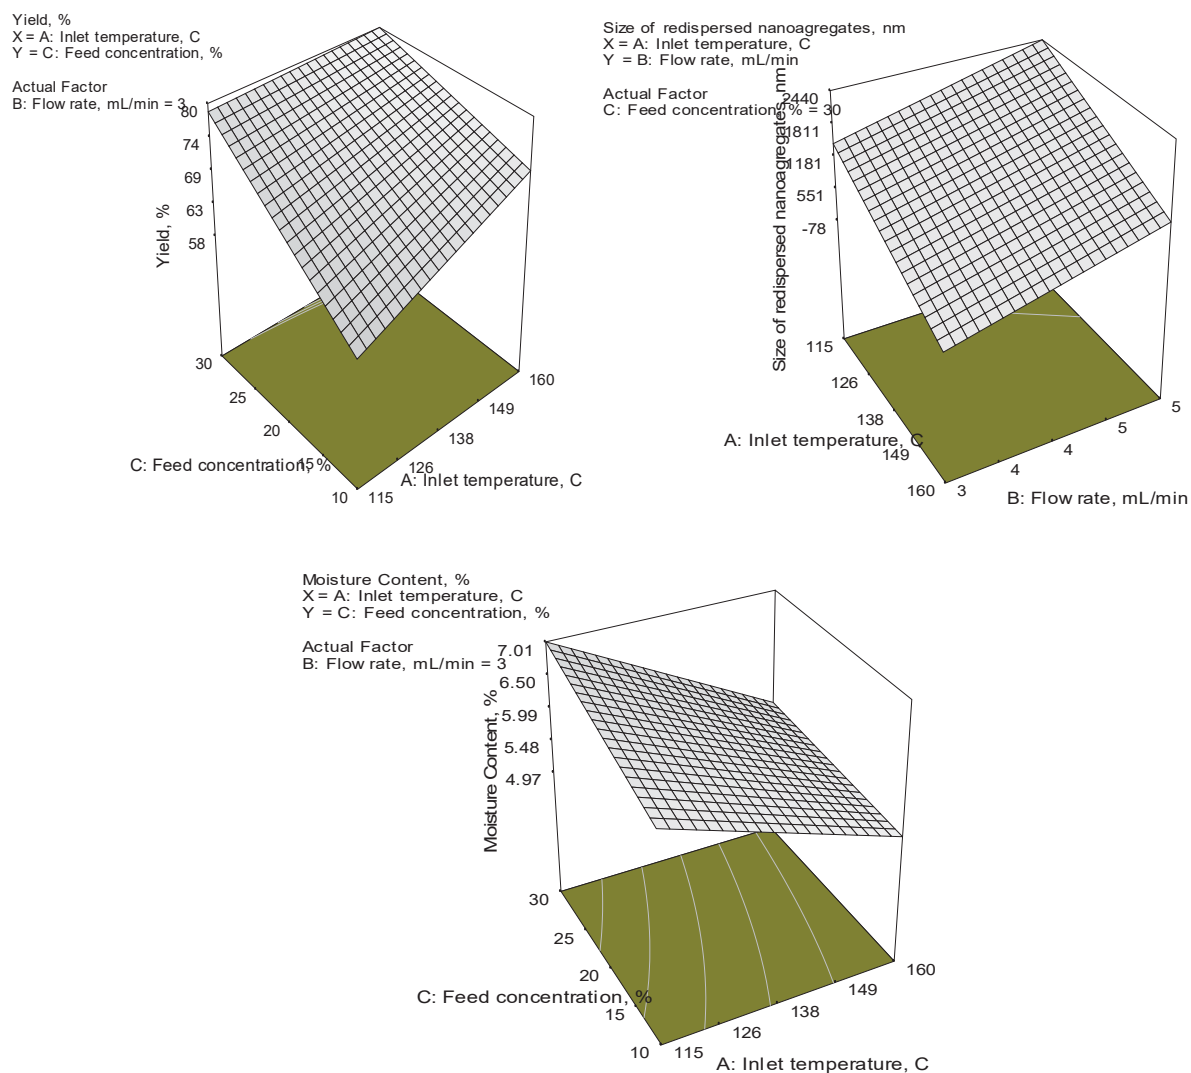 Yield, %
X = A: Inlet temperature, C
Y = C: Feed concentration, %
Actual Factor
B: Flow rate, mL/min = 3
80
74
69
63
58
Yield, %
30
25
20
15
10
C: Feed concentration, %
115
126
138
149
160
A: Inlet temperature, C
Size of redispersed nanoagregates, nm
X = A: Inlet temperature, C
Y = B: Flow rate, mL/min
Actual Factor
C: Feed concentration, % = 30
2440
1811
1181
551
-78
Size of redispersed nanoagregates, nm
115
126
138
149
160
A: Inlet temperature, C
3
4
4
5
5
B: Flow rate, mL/min
Moisture Content, %
X = A: Inlet temperature, C
Y = C: Feed concentration, %
Actual Factor
B: Flow rate, mL/min = 3
7.01
6.50
5.99
5.48
4.97
Moisture Content, %
30
25
20
15
10
C: Feed concentration, %
115
126
138
149
160
A: Inlet temperature, C